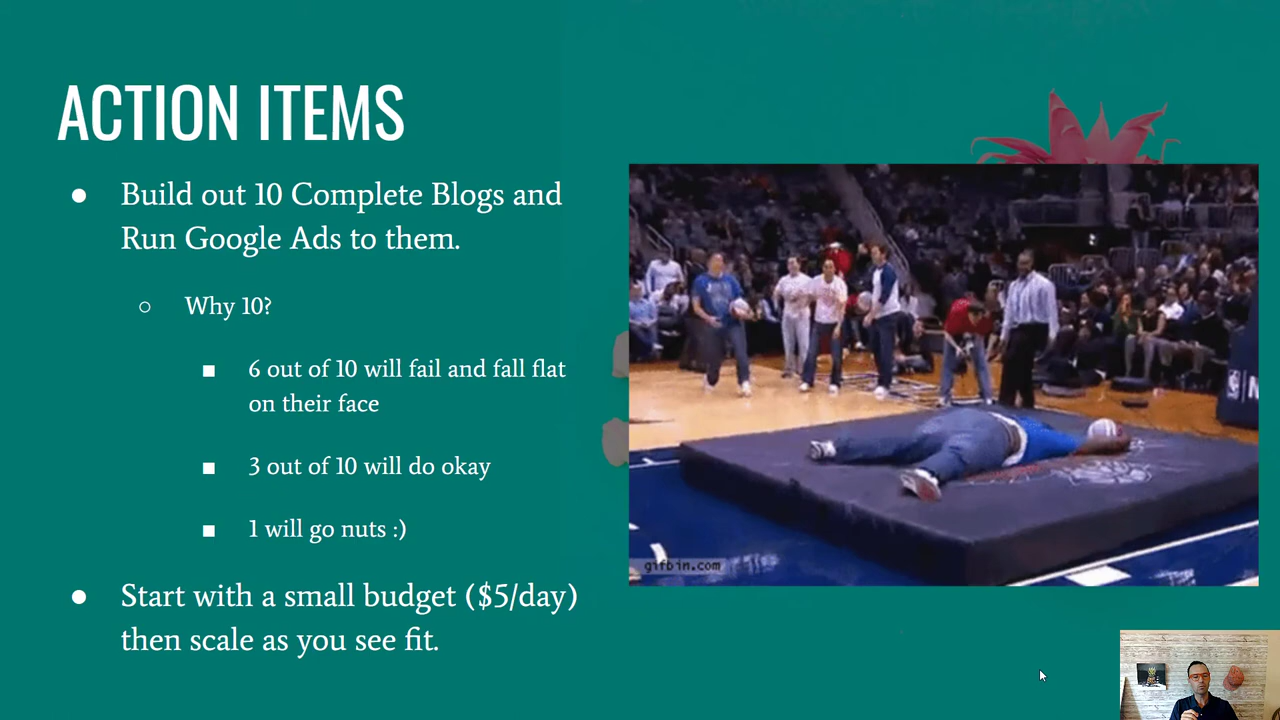 ACTION ITEMS
Build out 10 Complete Blogs and
Run Google Ads to them.
Why 10?
6 out of 10 will fail and fall flat
on their face
3 out of 10 will do okay
1 will go nuts :)
Start with a small budget ($5/day)
then scale as you see fit.
gifbin.com